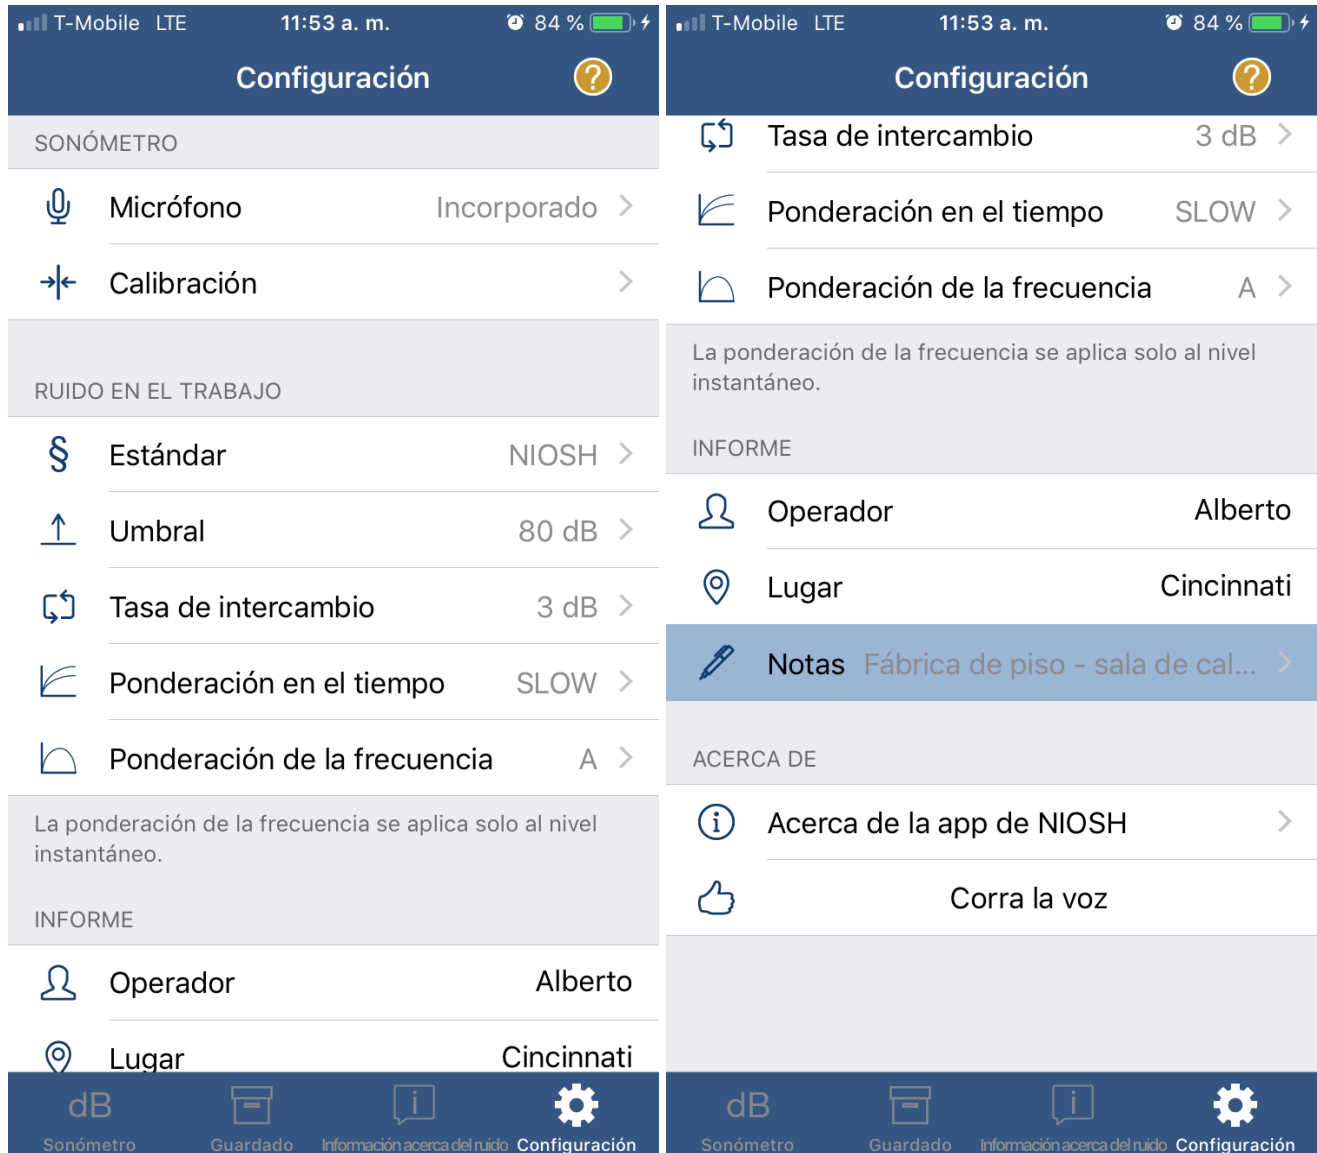 T-Mobile LTE 11:53 a. m. 84 %
Configuración ?
SONÓMETRO
Micrófono Incorporado
Calibración
RUIDO EN EL TRABAJO
§ Estándar NIOSH
Umbral 80 dB
Tasa de intercambio 3 dB
Ponderación en el tiempo SLOW
Ponderación de la frecuencia A
La ponderación de la frecuencia se aplica solo al nivel
instantáneo.
INFORME
Operador Alberto
Lugar Cincinnati
dB
Sonómetro Guardado Información acerca del ruido Configuración
T-Mobile LTE 11:53 a. m. 84 %
Configuración ?
Tasa de intercambio 3 dB
Ponderación en el tiempo SLOW
Ponderación de la frecuencia A
La ponderación de la frecuencia se aplica solo al nivel
instantáneo.
INFORME
Operador Alberto
Lugar Cincinnati
Notas Fábrica de piso - sala de cal...
ACERCA DE
Acerca de la app de NIOSH
Corra la voz
dB
Sonómetro Guardado Información acerca del ruido Configuración